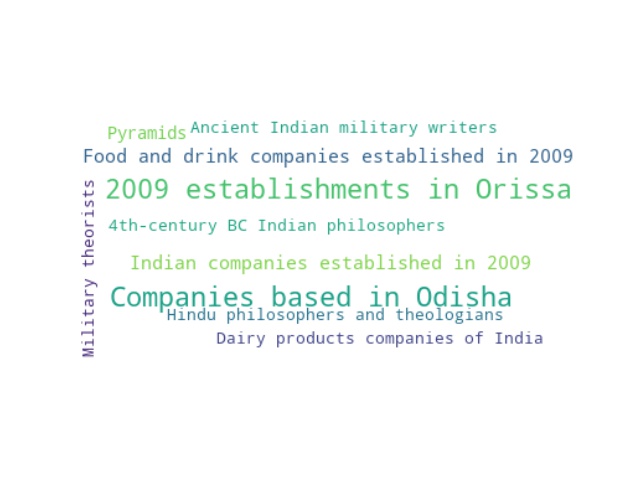 Pyramids
Ancient Indian military writers
Food and drink companies established in 2009
2009 establishments in Orissa
Military theorists
4th-century BC Indian philosophers
Indian companies established in 2009
Companies based in Odisha
Hindu philosophers and theologians
Dairy products companies of India